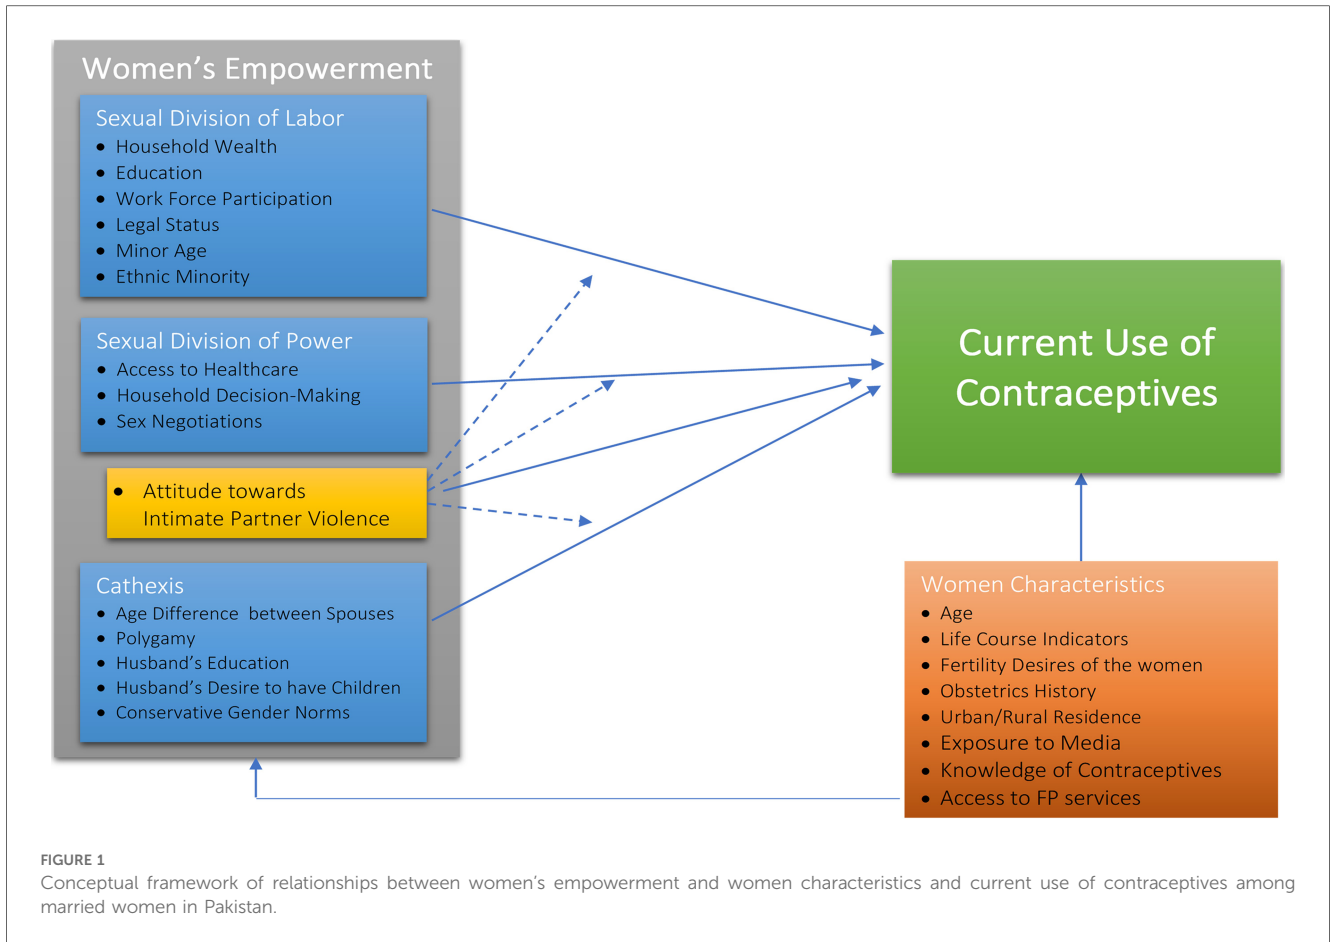 Women's Empowerment
Sexual Division of Labor
• Household Wealth
• Education
• Work Force Participation
• Legal Status
• Minor Age
• Ethnic Minority
Sexual Division of Power
• Access to Healthcare
• Household Decision-Making
• Sex Negotiations
• Attitude towards
Intimate Partner Violence
Cathexis
• Age Difference between Spouses
• Polygamy
• Husband's Education
• Husband's Desire to have Children
• Conservative Gender Norms
Current Use of
Contraceptives
Women Characteristics
• Age
• Life Course Indicators
• Fertility Desires of the women
• Obstetrics History
• Urban/Rural Residence
• Exposure to Media
• Knowledge of Contraceptives
• Access to FP services
FIGURE 1
Conceptual framework of relationships between women's empowerment and women characteristics and current use of contraceptives among
married women in Pakistan.